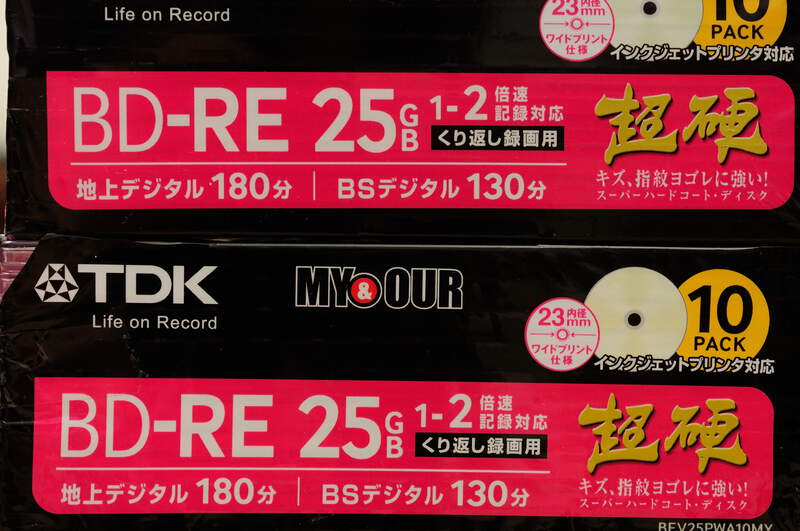 Life on Record
23 内径 mm
ワイドプリント
仕様
10
PACK
インクジェットプリンタ対応
BD-RE 25GB 1-2倍速記録対応
くり返し録画用
超硬
地上デジタル 180分 | BSデジタル 130分
キズ、指紋ヨゴレに強い!
スーパーハードコート・ディスク
TDK
Life on Record
MY & OUR
23 内径 mm
ワイドプリント
仕様
10
PACK
インクジェットプリンタ対応
BD-RE 25GB 1-2倍速記録対応
くり返し録画用
超硬
地上デジタル 180分 | BSデジタル 130分
キズ、指紋ヨゴレに強い!
スーパーハードコート・ディスク
BEV25PWA10MY